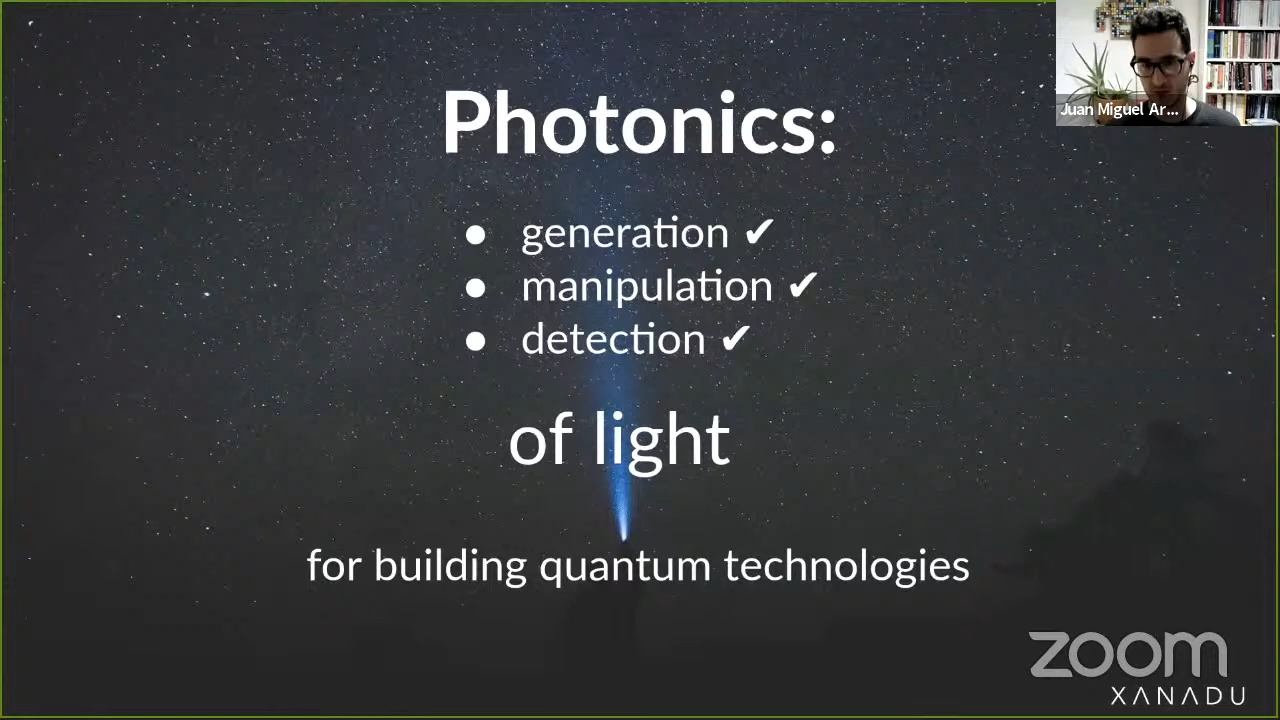 Photonics:
● generation ✔
● manipulation ✔
● detection ✔
of light
for building quantum technologies
Juan Miguel Ar...
zoom
XANADU